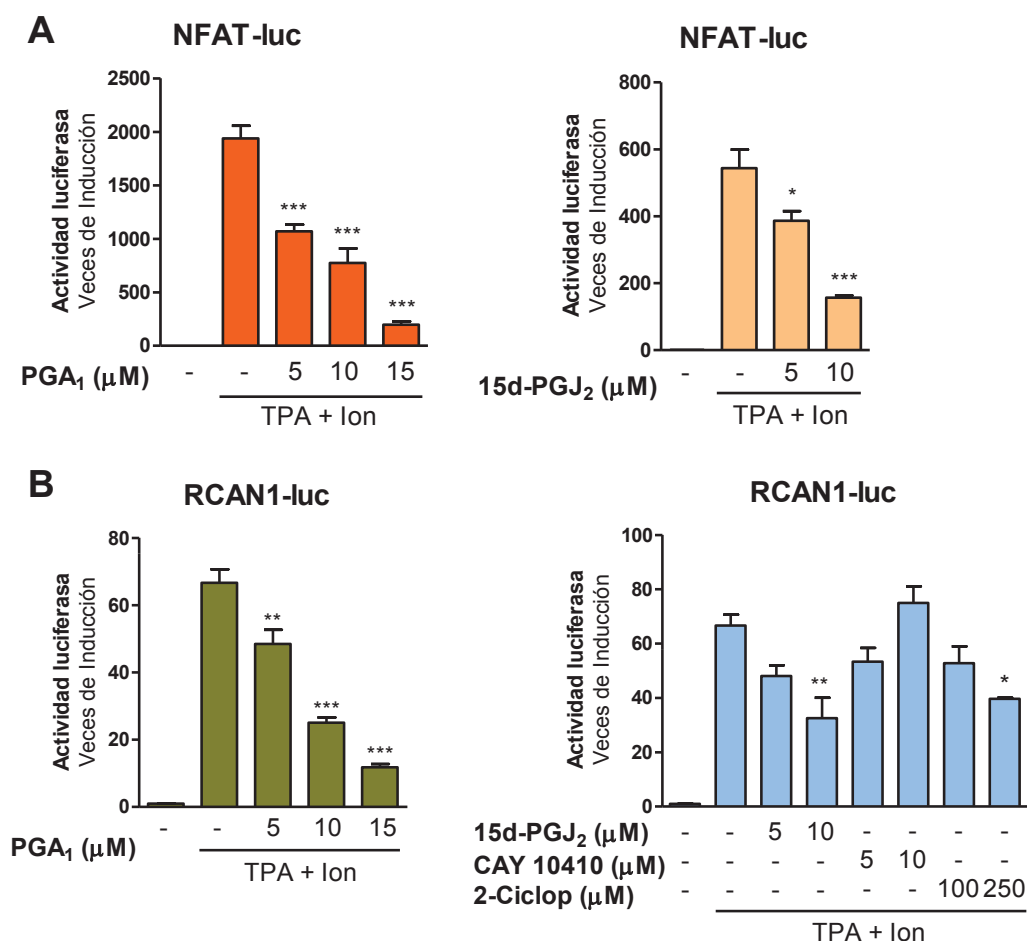 A
NFAT-luc
Actividad luciferasa
Veces de Inducción
2500
2000
1500
1000
500
0
***
***
***
PGA₁ (μM) - - 5 10 15
TPA + Ion
NFAT-luc
Actividad luciferasa
Veces de Inducción
800
600
400
200
0
*
***
15d-PGJ₂ (μM) - - 5 10
TPA + Ion
B
RCAN1-luc
Actividad luciferasa
Veces de Inducción
80
60
40
20
0
**
***
***
PGA₁ (μM) - - 5 10 15
TPA + Ion
RCAN1-luc
Actividad luciferasa
Veces de Inducción
100
80
60
40
20
0
**
*
15d-PGJ₂ (μM) - - 5 10 - - - -
CAY 10410 (μM) - - - - 5 10 - -
2-Ciclop (μM) - - - - - - 100 250
TPA + Ion